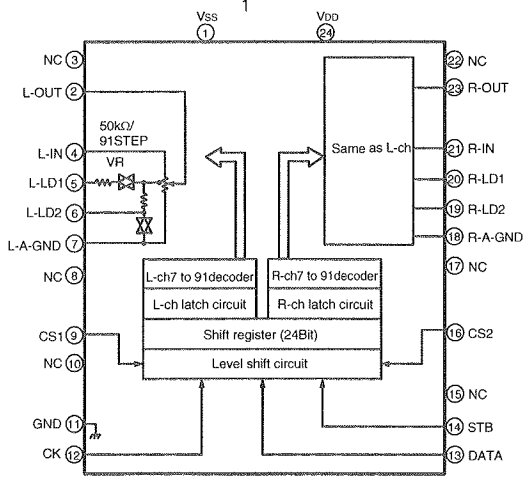 1
Vss
1
VDD
24
NC 3
22 NC
L-OUT 2
23 R-OUT
50kΩ/
91STEP
VR
L-IN 4
Same as L-ch
21 R-IN
L-LD1 5
20 R-LD1
L-LD2 6
19 R-LD2
L-A-GND 7
18 R-A-GND
NC 8
17 NC
L-ch7 to 91decoder
R-ch7 to 91decoder
L-ch latch circuit
R-ch latch circuit
CS1 9
Shift register (24Bit)
16 CS2
NC 10
Level shift circuit
15 NC
GND 11
14 STB
CK 12
13 DATA